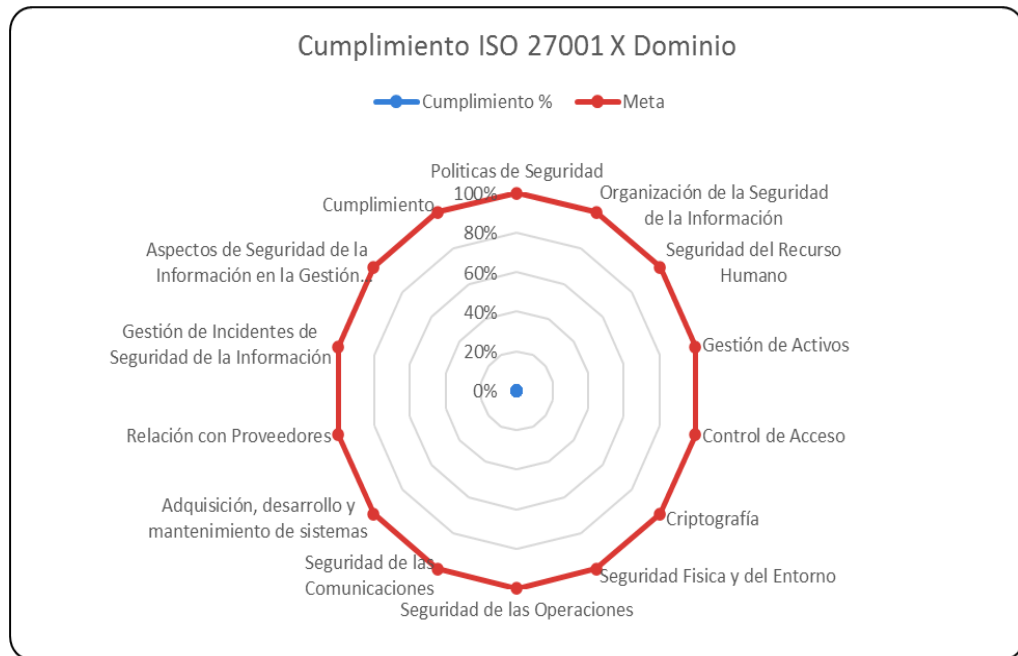 Cumplimiento ISO 27001 X Dominio
Cumplimiento %
Meta
Politicas de Seguridad
Organización de la Seguridad
de la Información
Seguridad del Recurso
Humano
Gestión de Activos
Control de Acceso
Criptografía
Seguridad Fisica y del Entorno
Seguridad de las Operaciones
Seguridad de las
Comunicaciones
Adquisición, desarrollo y
mantenimiento de sistemas
Relación con Proveedores
Gestión de Incidentes de
Seguridad de la Información
Aspectos de Seguridad de la
Información en la Gestión...
Cumplimiento
100%
80%
60%
40%
20%
0%